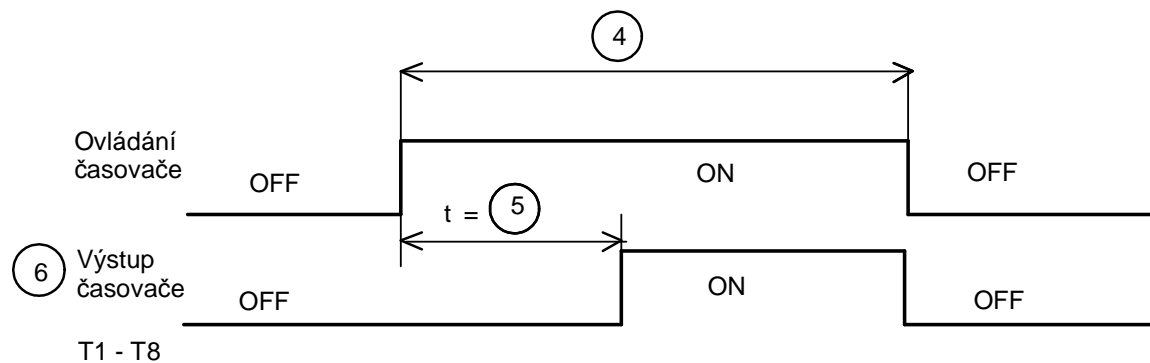 4
Ovládání
časovače
OFF
ON
OFF
t = 5
6
Výstup
časovače
OFF
ON
OFF
T1 - T8